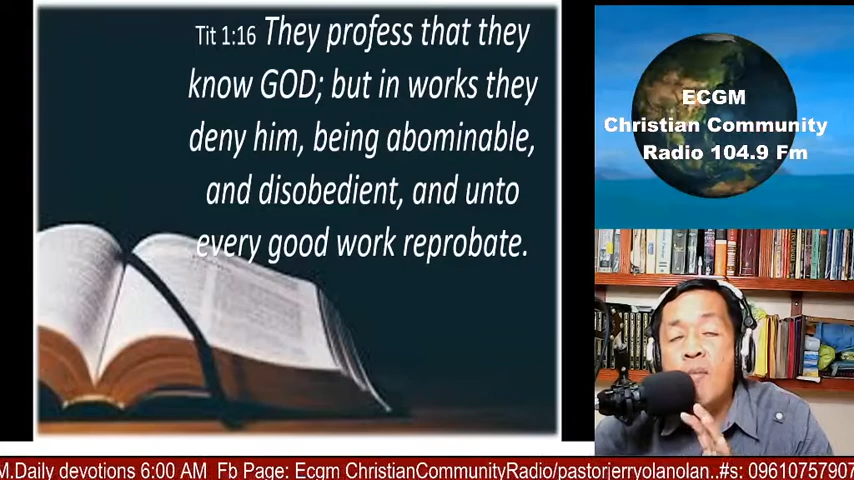 Tit 1:16 They profess that they
know GOD; but in works they
deny him, being abominable,
and disobedient, and unto
every good work reprobate.
ECGM
Christian Community
Radio 104.9 Fm
M.Daily devotions 6:00 AM Fb Page: Ecgm ChristianCommunityRadio/pastorjerryolanolan..#s: 09610757907